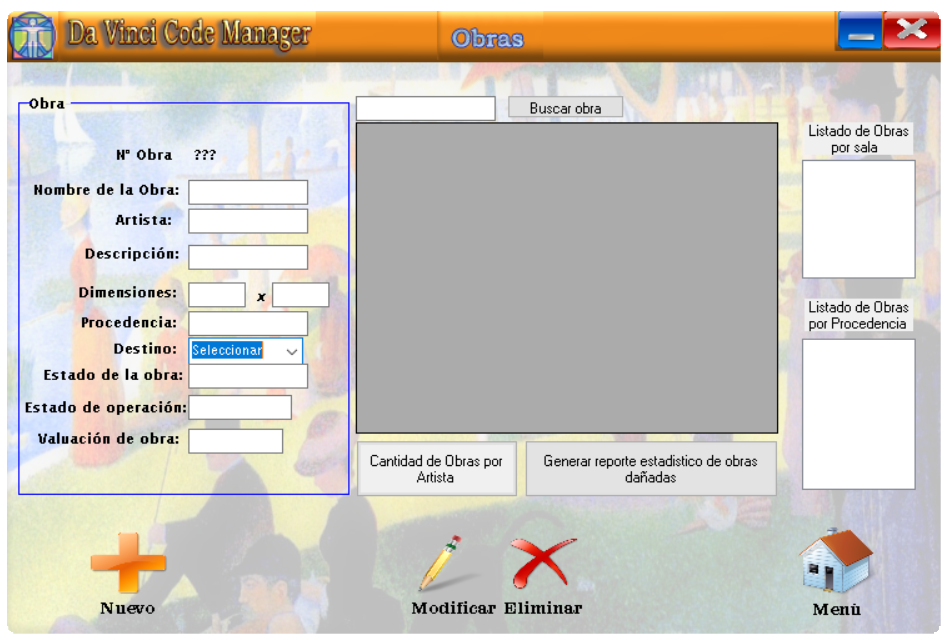 Da Vinci Code Manager
Obras
Obra
Nº Obra ???
Nombre de la Obra:
Artista:
Descripción:
Dimensiones: x
Procedencia:
Destino: Seleccionar
Estado de la obra:
Estado de operación:
Valuación de obra:
Buscar obra
Cantidad de Obras por
Artista
Generar reporte estadistico de obras
dañadas
Listado de Obras
por sala
Listado de Obras
por Procedencia
Nuevo
Modificar
Eliminar
Menù